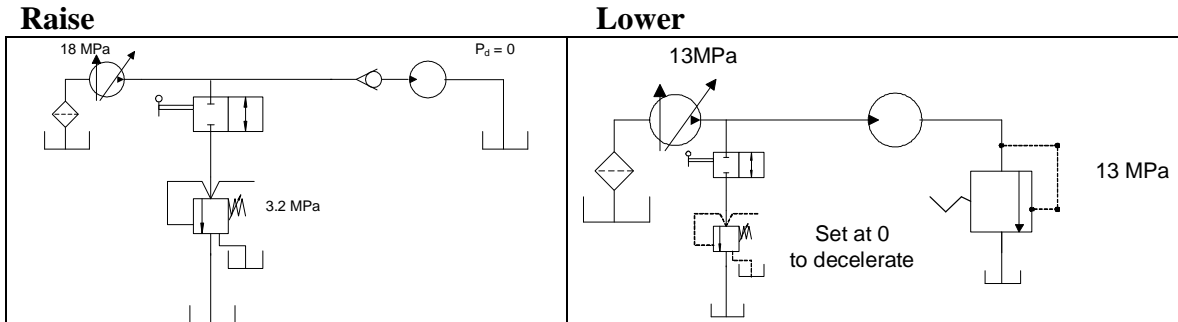 Raise
Lower
18 MPa
P_d = 0
3.2 MPa
13MPa
13 MPa
Set at 0
to decelerate